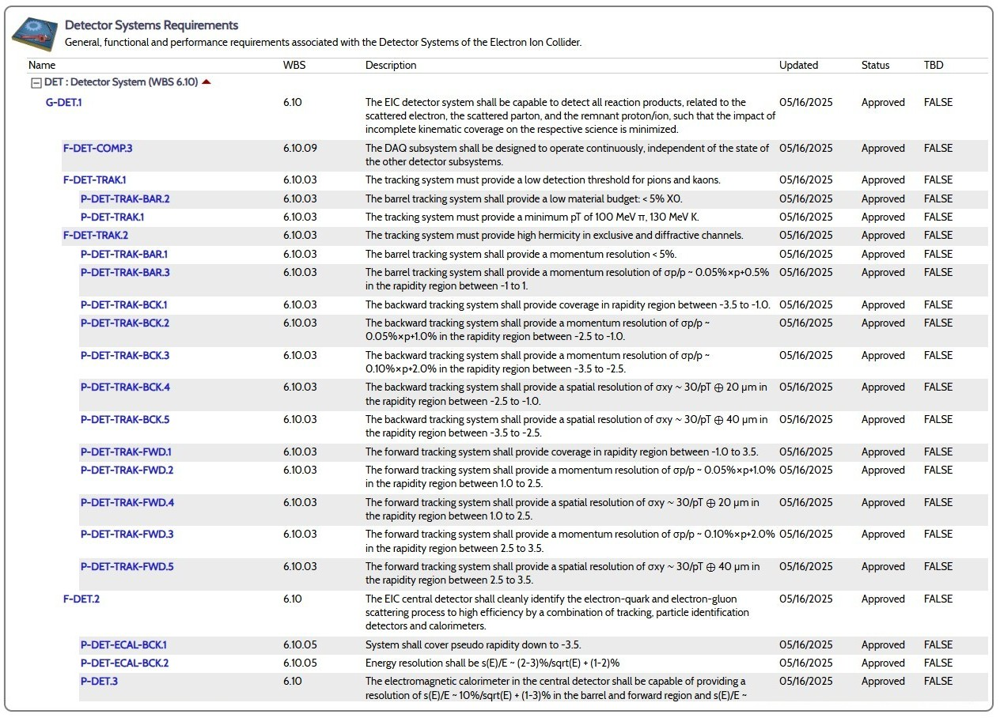 Detector Systems Requirements
General, functional and performance requirements associated with the Detector Systems of the Electron Ion Collider.
Name WBS Description Updated Status TBD
DET : Detector System (WBS 6.10)
G-DET.1 6.10 The EIC detector system shall be capable to detect all reaction products, related to the 05/16/2025 Approved FALSE
scattered electron, the scattered parton, and the remnant proton/ion, such that the impact of
incomplete kinematic coverage on the respective science is minimized.
F-DET-COMP.3 6.10.09 The DAQ subsystem shall be designed to operate continuously, independent of the state of 05/16/2025 Approved FALSE
the other detector subsystems.
F-DET-TRAK.1 6.10.03 The tracking system must provide a low detection threshold for pions and kaons. 05/16/2025 Approved FALSE
P-DET-TRAK-BAR.2 6.10.03 The barrel tracking system shall provide a low material budget: < 5% X0. 05/16/2025 Approved FALSE
P-DET-TRAK.1 6.10.03 The tracking system must provide a minimum pT of 100 MeV π, 130 MeV K. 05/16/2025 Approved FALSE
F-DET-TRAK.2 6.10.03 The tracking system must provide high hermicity in exclusive and diffractive channels. 05/16/2025 Approved FALSE
P-DET-TRAK-BAR.1 6.10.03 The barrel tracking system shall provide a momentum resolution < 5%. 05/16/2025 Approved FALSE
P-DET-TRAK-BAR.3 6.10.03 The barrel tracking system shall provide a momentum resolution of σp/p ~ 0.05%×p+0.5% 05/16/2025 Approved FALSE
in the rapidity region between -1 to 1.
P-DET-TRAK-BCK.1 6.10.03 The backward tracking system shall provide coverage in rapidity region between -3.5 to -1.0. 05/16/2025 Approved FALSE
P-DET-TRAK-BCK.2 6.10.03 The backward tracking system shall provide a momentum resolution of σp/p ~ 05/16/2025 Approved FALSE
0.05%×p+1.0% in the rapidity region between -2.5 to -1.0.
P-DET-TRAK-BCK.3 6.10.03 The backward tracking system shall provide a momentum resolution of σp/p ~ 05/16/2025 Approved FALSE
0.10%×p+2.0% in the rapidity region between -3.5 to -2.5.
P-DET-TRAK-BCK.4 6.10.03 The backward tracking system shall provide a spatial resolution of σxy ~ 30/pT ⊕ 20 μm in 05/16/2025 Approved FALSE
the rapidity region between -2.5 to -1.0.
P-DET-TRAK-BCK.5 6.10.03 The backward tracking system shall provide a spatial resolution of σxy ~ 30/pT ⊕ 40 μm in 05/16/2025 Approved FALSE
the rapidity region between -3.5 to -2.5.
P-DET-TRAK-FWD.1 6.10.03 The forward tracking system shall provide coverage in rapidity region between -1.0 to 3.5. 05/16/2025 Approved FALSE
P-DET-TRAK-FWD.2 6.10.03 The forward tracking system shall provide a momentum resolution of σp/p ~ 0.05%×p+1.0% 05/16/2025 Approved FALSE
in the rapidity region between 1.0 to 2.5.
P-DET-TRAK-FWD.4 6.10.03 The forward tracking system shall provide a spatial resolution of σxy ~ 30/pT ⊕ 20 μm in 05/16/2025 Approved FALSE
the rapidity region between 1.0 to 2.5.
P-DET-TRAK-FWD.3 6.10.03 The forward tracking system shall provide a momentum resolution of σp/p ~ 0.10%×p+2.0% 05/16/2025 Approved FALSE
in the rapidity region between 2.5 to 3.5.
P-DET-TRAK-FWD.5 6.10.03 The forward tracking system shall provide a spatial resolution of σxy ~ 30/pT ⊕ 40 μm in 05/16/2025 Approved FALSE
the rapidity region between 2.5 to 3.5.
F-DET.2 6.10 The EIC central detector shall cleanly identify the electron-quark and electron-gluon 05/16/2025 Approved FALSE
scattering process to high efficiency by a combination of tracking, particle identification
detectors and calorimeters.
P-DET-ECAL-BCK.1 6.10.05 System shall cover pseudo rapidity down to -3.5. 05/16/2025 Approved FALSE
P-DET-ECAL-BCK.2 6.10.05 Energy resolution shall be s(E)/E ~ (2-3)%/sqrt(E) + (1-2)% 05/16/2025 Approved FALSE
P-DET.3 6.10 The electromagnetic calorimeter in the central detector shall be capable of providing a 05/16/2025 Approved FALSE
resolution of s(E)/E ~ 10%/sqrt(E) + (1-3)% in the barrel and forward region and s(E)/E ~